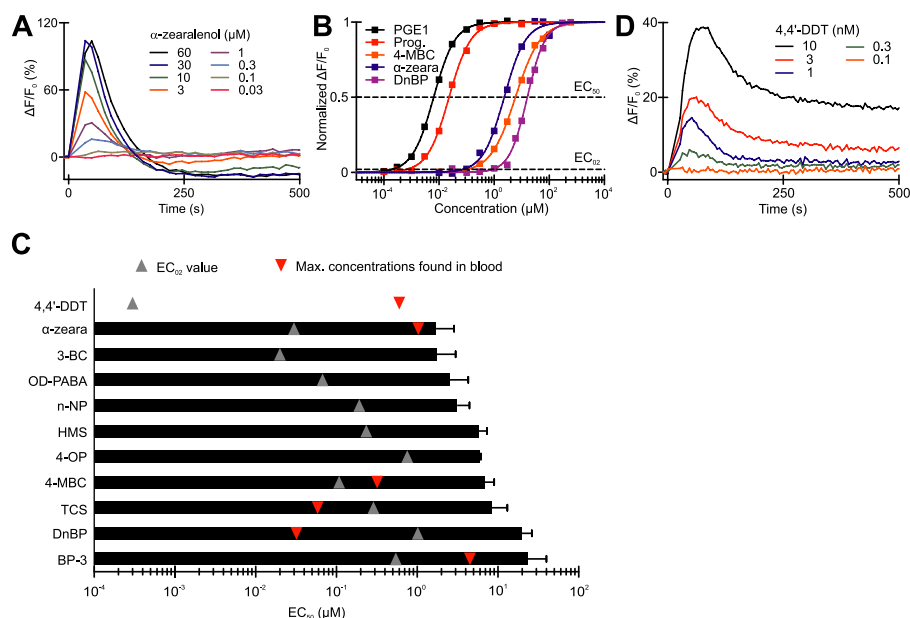 A
α-zearalenol (μM)
60
30
10
3
1
0.3
0.1
0.03
ΔF/F₀ (%)
120
60
0
0
250
500
Time (s)
B
PGE1
Prog.
4-MBC
α-zeara
DnBP
Normalized ΔF/F₀
1
0.5
0
EC₅₀
EC₀₂
10⁻⁴
10⁻²
10⁰
10²
10⁴
Concentration (μM)
D
4,4'-DDT (nM)
10
3
1
0.3
0.1
ΔF/F₀ (%)
40
20
0
0
250
500
Time (s)
C
EC₀₂ value
Max. concentrations found in blood
4,4'-DDT
α-zeara
3-BC
OD-PABA
n-NP
HMS
4-OP
4-MBC
TCS
DnBP
BP-3
10⁻⁴
10⁻³
10⁻²
10⁻¹
10⁰
10¹
10²
EC₅₀ (μM)